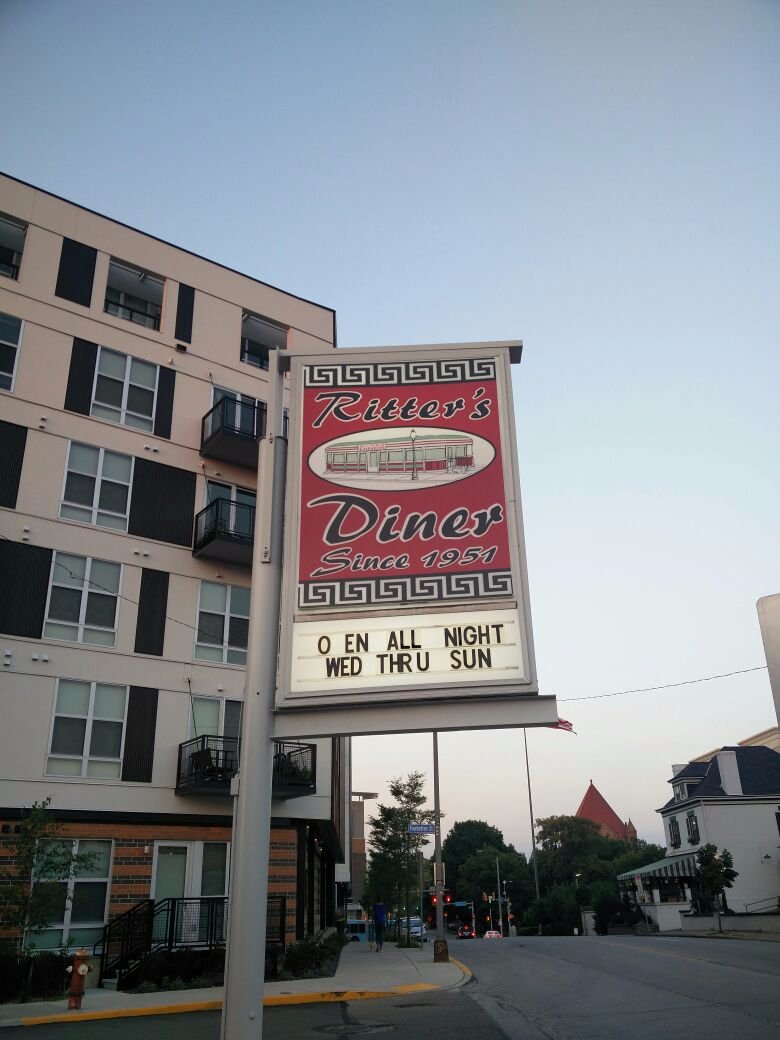 Ritter's
Diner
Since 1951
O EN ALL NIGHT
WED THRU SUN